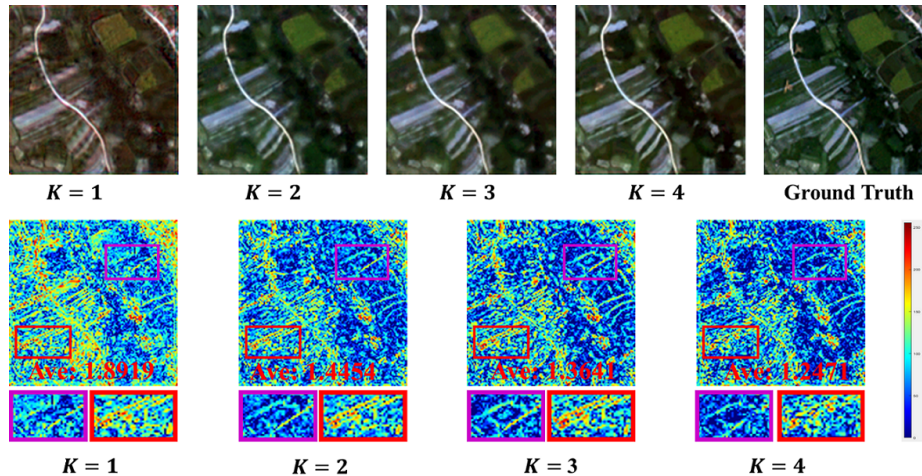 K = 1
K = 2
K = 3
K = 4
Ground Truth
Ave: 1.8919
Ave: 1.4454
Ave: 1.3641
Ave: 1.2471
K = 1
K = 2
K = 3
K = 4